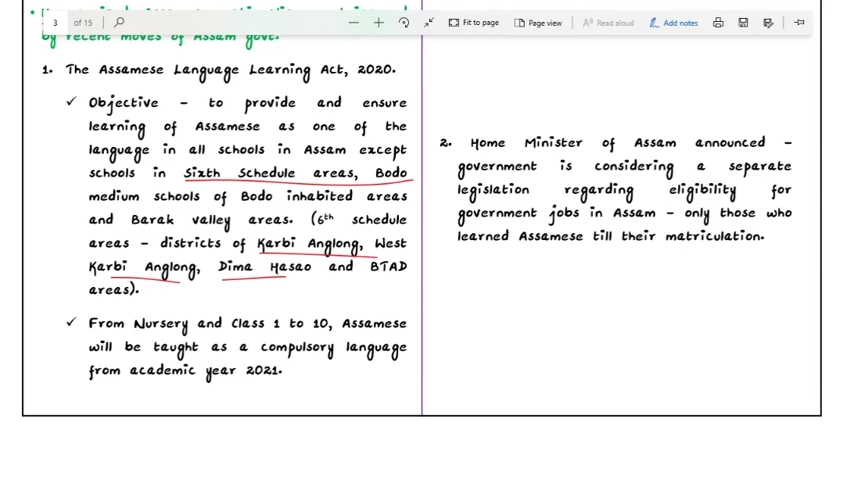 3 of 15
Fit to page
Page view
Read aloud
Add notes
by recent moves of Assam govt.
1. The Assamese Language Learning Act, 2020.
✓ Objective – to provide and ensure
learning of Assamese as one of the
language in all schools in Assam except
schools in Sixth Schedule areas, Bodo
medium schools of Bodo inhabited areas
and Barak valley areas. (6th schedule
areas – districts of Karbi Anglong, West
Karbi Anglong, Dima Hasao and BTAD
areas).
✓ From Nursery and Class 1 to 10, Assamese
will be taught as a compulsory language
from academic year 2021.
2. Home Minister of Assam announced –
government is considering a separate
legislation regarding eligibility for
government jobs in Assam – only those who
learned Assamese till their matriculation.